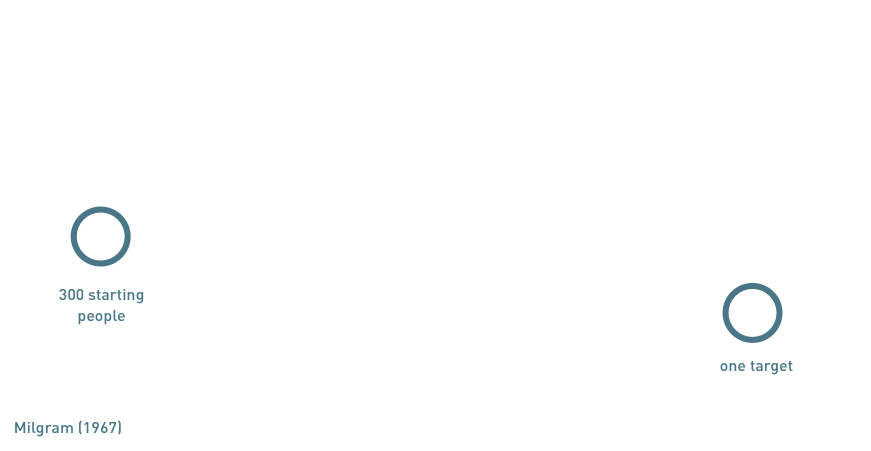 300 starting
people
one target
Milgram (1967)